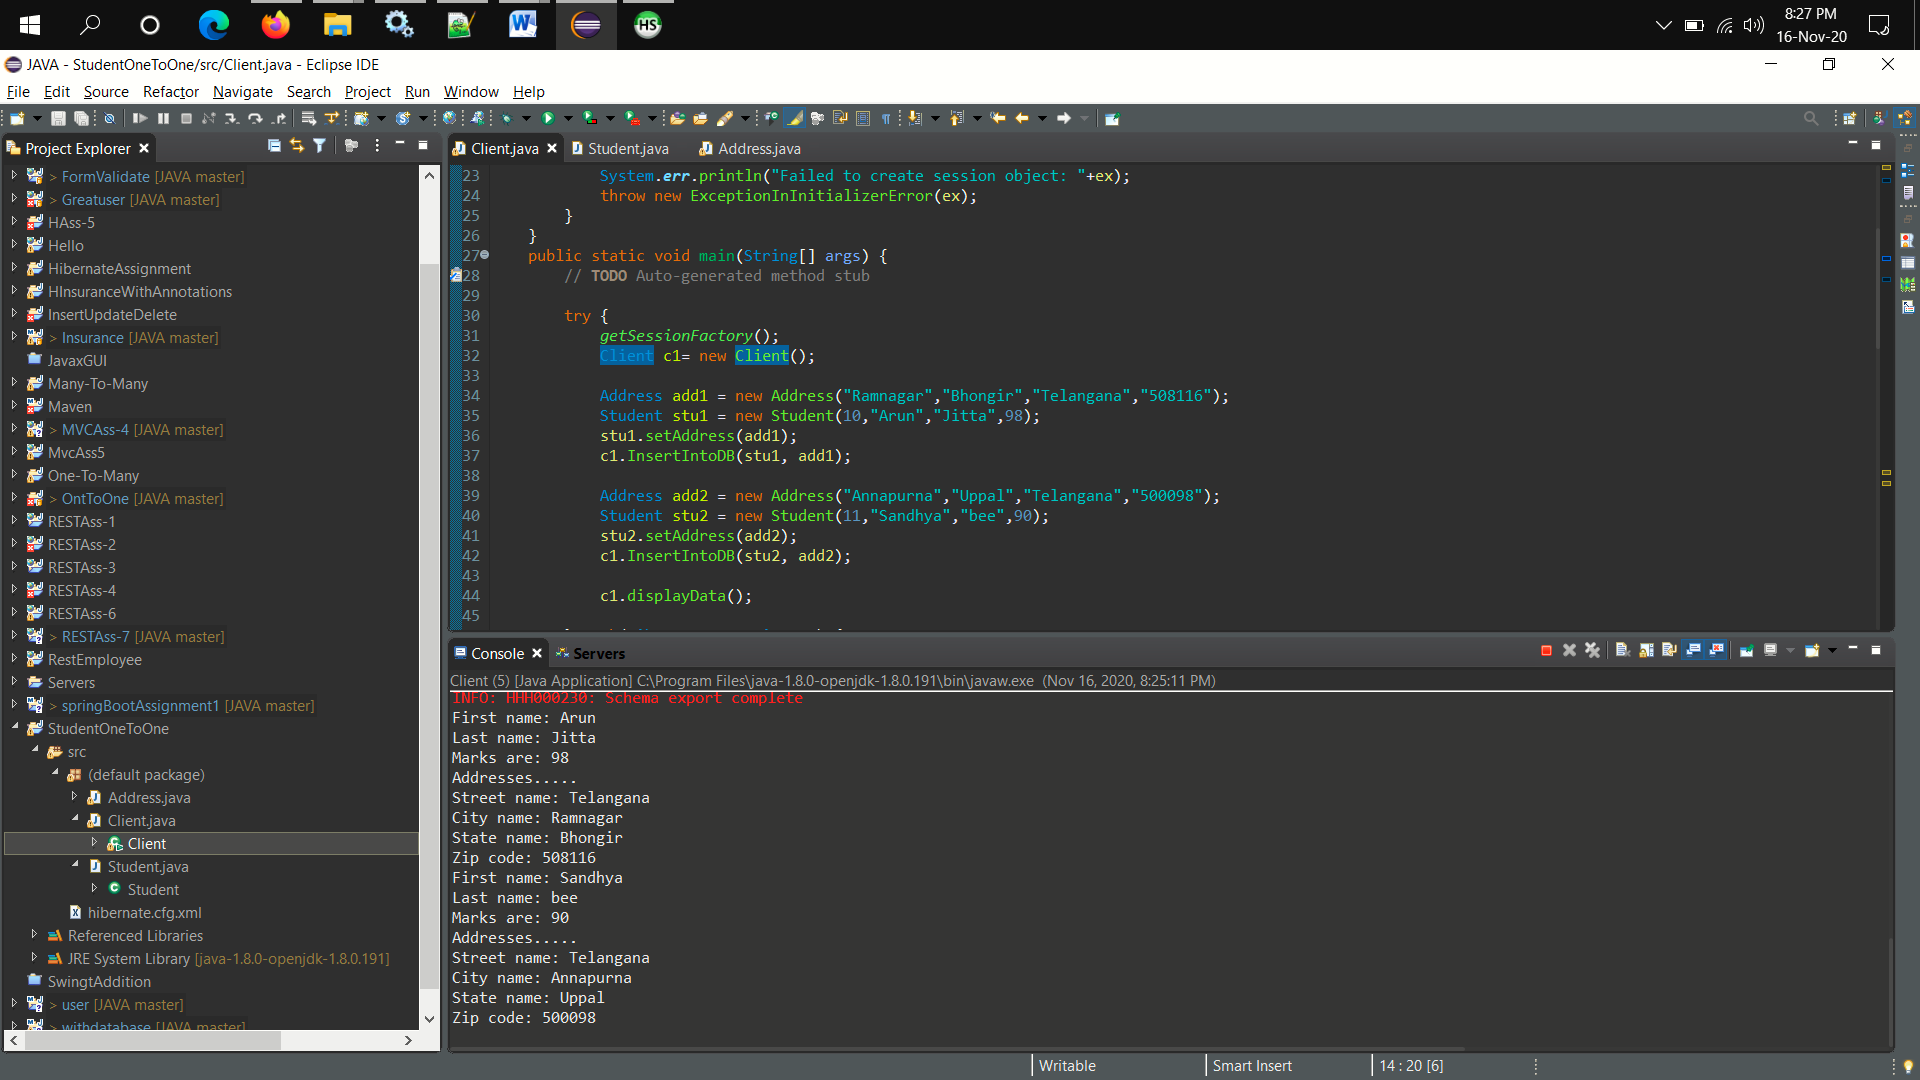 8:27 PM
16-Nov-20
JAVA - StudentOneToOne/src/Client.java - Eclipse IDE
File Edit Source Refactor Navigate Search Project Run Window Help
Project Explorer
> FormValidate [JAVA master]
> Greatuser [JAVA master]
HAss-5
Hello
HibernateAssignment
HInsuranceWithAnnotations
InsertUpdateDelete
> Insurance [JAVA master]
JavaxGUI
Many-To-Many
Maven
> MVCAss-4 [JAVA master]
MvcAss5
One-To-Many
> OntToOne [JAVA master]
RESTAss-1
RESTAss-2
RESTAss-3
RESTAss-4
RESTAss-6
> RESTAss-7 [JAVA master]
RestEmployee
Servers
> springBootAssignment1 [JAVA master]
StudentOneToOne
src
(default package)
Address.java
Client.java
Client
Student.java
Student
hibernate.cfg.xml
Referenced Libraries
JRE System Library [java-1.8.0-openjdk-1.8.0.191]
SwingtAddition
> user [JAVA master]
> withdatabase [JAVA master]
Client.java Student.java Address.java
23 System.err.println("Failed to create session object: "+ex);
24 throw new ExceptionInInitializerError(ex);
25 }
26 }
27 public static void main(String[] args) {
28 // TODO Auto-generated method stub
29
30 try {
31 getSessionFactory();
32 Client c1= new Client();
33
34 Address add1 = new Address("Ramnagar","Bhongir","Telangana","508116");
35 Student stu1 = new Student(10,"Arun","Jitta",98);
36 stu1.setAddress(add1);
37 c1.InsertIntoDB(stu1, add1);
38
39 Address add2 = new Address("Annapurna","Uppal","Telangana","500098");
40 Student stu2 = new Student(11,"Sandhya","bee",90);
41 stu2.setAddress(add2);
42 c1.InsertIntoDB(stu2, add2);
43
44 c1.displayData();
45
Console Servers
Client (5) [Java Application] C:\Program Files\java-1.8.0-openjdk-1.8.0.191\bin\javaw.exe (Nov 16, 2020, 8:25:11 PM)
INFO: HHH000230: Schema export complete
First name: Arun
Last name: Jitta
Marks are: 98
Addresses.....
Street name: Telangana
City name: Ramnagar
State name: Bhongir
Zip code: 508116
First name: Sandhya
Last name: bee
Marks are: 90
Addresses.....
Street name: Telangana
City name: Annapurna
State name: Uppal
Zip code: 500098
Writable Smart Insert 14 : 20 [6]